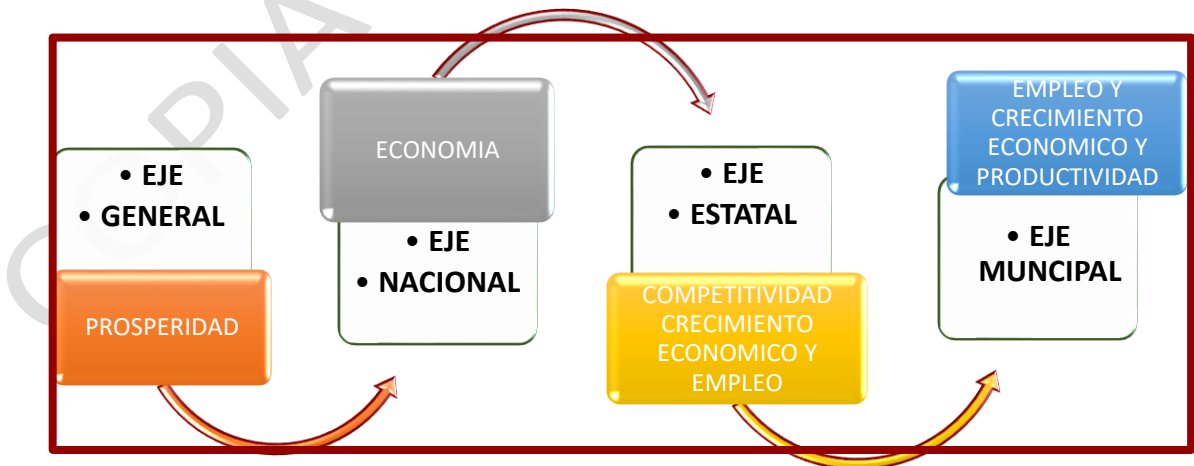 COPIA
• EJE
• GENERAL
PROSPERIDAD
ECONOMIA
• EJE
• NACIONAL
• EJE
• ESTATAL
COMPETITIVIDAD
CRECIMIENTO
ECONOMICO Y
EMPLEO
EMPLEO Y
CRECIMIENTO
ECONOMICO Y
PRODUCTIVIDAD
• EJE
MUNCIPAL